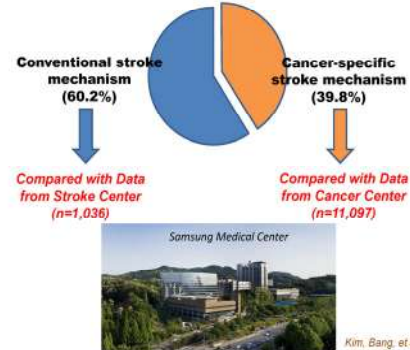 Conventional stroke
mechanism
(60.2%)
Cancer-specific
stroke mechanism
(39.8%)
Compared with Data
from Stroke Center
(n=1,036)
Compared with Data
from Cancer Center
(n=11,097)
Samsung Medical Center
Kim, Bang, et